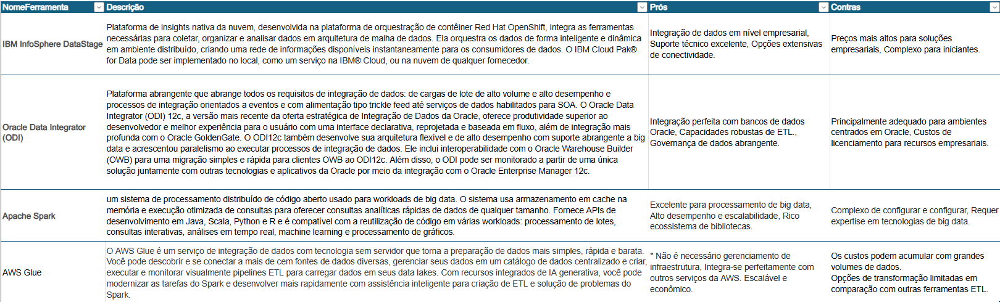 NomeFerramenta
Descrição
Prós
Contras
IBM InfoSphere DataStage
Plataforma de insights nativa da nuvem, desenvolvida na plataforma de orquestração de contêiner Red Hat OpenShift, integra as ferramentas
necessárias para coletar, organizar e analisar dados em arquitetura de malha de dados. Ela orquestra os dados de forma inteligente e dinâmica
em ambiente distribuído, criando uma rede de informações disponíveis instantaneamente para os consumidores de dados. O IBM Cloud Pak®
for Data pode ser implementado no local, como um serviço na IBM® Cloud, ou na nuvem de qualquer fornecedor.
Integração de dados em nível empresarial,
Suporte técnico excelente, Opções extensivas
de conectividade.
Preços mais altos para soluções
empresariais, Complexo para iniciantes.
Oracle Data Integrator
(ODI)
Plataforma abrangente que abrange todos os requisitos de integração de dados: de cargas de lote de alto volume e alto desempenho e
processos de integração orientados a eventos e com alimentação tipo trickle feed até serviços de dados habilitados para SOA. O Oracle Data
Integrator (ODI) 12c, a versão mais recente da oferta estratégica de Integração de Dados da Oracle, oferece produtividade superior ao
desenvolvedor e melhor experiência para o usuário com uma interface declarativa, reprojetada e baseada em fluxo, além de integração mais
profunda com o Oracle GoldenGate. O ODI12c também desenvolve sua arquitetura flexível e de alto desempenho com suporte abrangente a big
data e acrescentou paralelismo ao executar processos de integração de dados. Ele inclui interoperabilidade com o Oracle Warehouse Builder
(OWB) para uma migração simples e rápida para clientes OWB ao ODI12c. Além disso, o ODI pode ser monitorado a partir de uma única
solução juntamente com outras tecnologias e aplicativos da Oracle por meio da integração com o Oracle Enterprise Manager 12c.
Integração perfeita com bancos de dados
Oracle, Capacidades robustas de ETL.,
Governança de dados abrangente.
Principalmente adequado para ambientes
centrados em Oracle, Custos de
licenciamento para recursos empresariais.
Apache Spark
um sistema de processamento distribuído de código aberto usado para workloads de big data. O sistema usa armazenamento em cache na
memória e execução otimizada de consultas para oferecer consultas analíticas rápidas de dados de qualquer tamanho. Fornece APIs de
desenvolvimento em Java, Scala, Python e R e é compatível com a reutilização de código em várias workloads: processamento de lotes,
consultas interativas, análises em tempo real, machine learning e processamento de gráficos.
Excelente para processamento de big data,
Alto desempenho e escalabilidade, Rico
ecossistema de bibliotecas.
Complexo de configurar e configurar, Requer
expertise em tecnologias de big data.
AWS Glue
O AWS Glue é um serviço de integração de dados com tecnologia sem servidor que torna a preparação de dados mais simples, rápida e barata.
Você pode descobrir e se conectar a mais de cem fontes de dados diversas, gerenciar seus dados em um catálogo de dados centralizado e criar,
executar e monitorar visualmente pipelines ETL para carregar dados em seus data lakes. Com recursos integrados de IA generativa, você pode
modernizar as tarefas do Spark e desenvolver mais rapidamente com assistência inteligente para criação de ETL e solução de problemas do
Spark.
* Não é necessário gerenciamento de
infraestrutura, Integra-se perfeitamente com
outros serviços da AWS. Escalável e
econômico.
Os custos podem acumular com grandes
volumes de dados.
Opções de transformação limitadas em
comparação com outras ferramentas ETL.